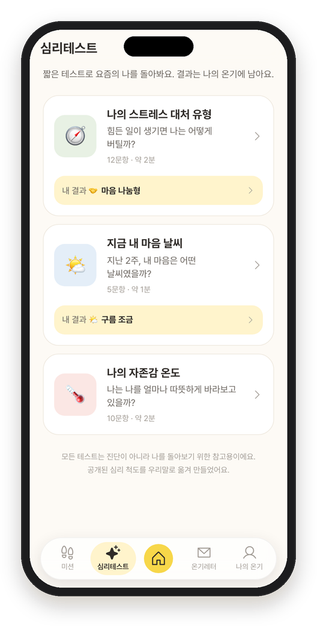 심리테스트
짧은 테스트로 요즘의 나를 돌아봐요. 결과는 나의 온기에 남아요.
나의 스트레스 대처 유형
힘든 일이 생기면 나는 어떻게
버틸까?
12문항 · 약 2분
내 결과 🤝 마음 나눔형
지금 내 마음 날씨
지난 2주, 내 마음은 어떤
날씨였을까?
5문항 · 약 1분
내 결과 🌤️ 구름 조금
나의 자존감 온도
나는 나를 얼마나 따뜻하게 바라보고
있을까?
10문항 · 약 2분
모든 테스트는 진단이 아니라 나를 돌아보기 위한 참고용이에요.
공개된 심리 척도를 우리말로 옮겨 만들었어요.
미션
심리테스트
온기레터
나의 온기